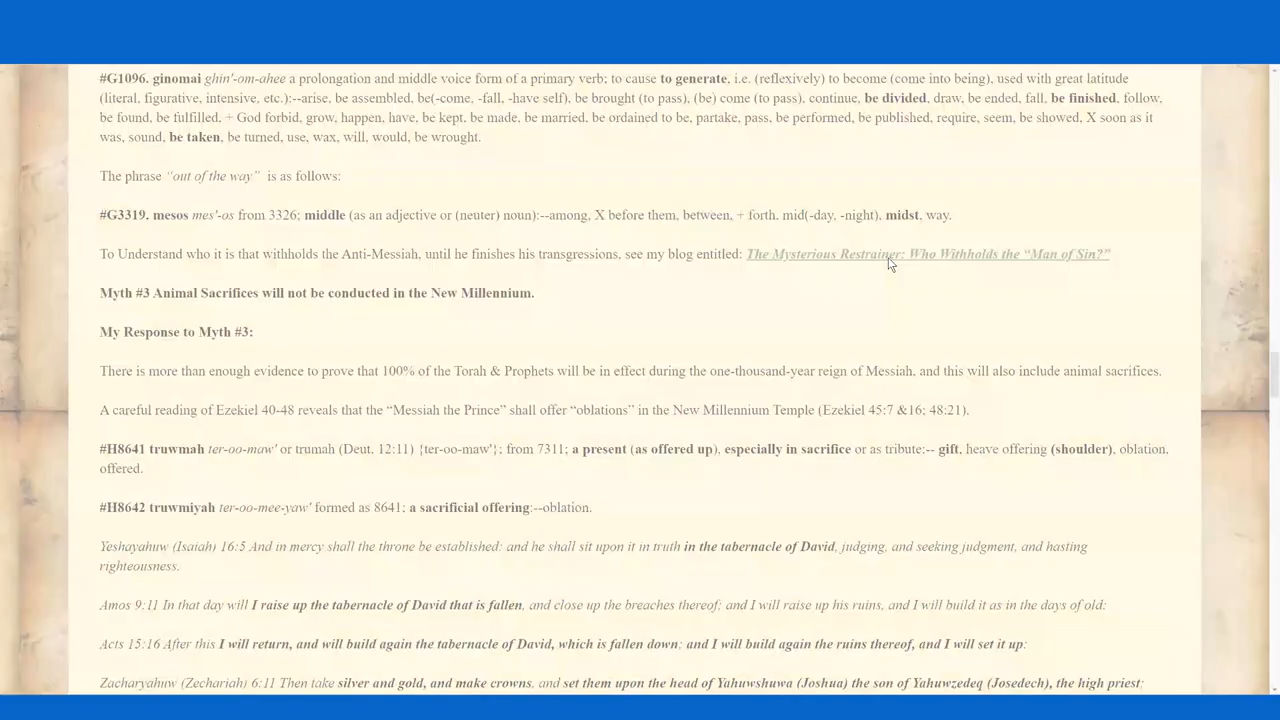 #G1096. ginomai ghin'-om-ahee a prolongation and middle voice form of a primary verb; to cause to generate, i.e. (reflexively) to become (come into being), used with great latitude
(literal, figurative, intensive, etc.):--arise, be assembled, be(-come, -fall, -have self), be brought (to pass), (be) come (to pass), continue, be divided, draw, be ended, fall, be finished, follow,
be found, be fulfilled, + God forbid, grow, happen, have, be kept, be made, be married, be ordained to be, partake, pass, be performed, be published, require, seem, be showed, X soon as it
was, sound, be taken, be turned, use, wax, will, would, be wrought.
The phrase “out of the way” is as follows:
#G3319. mesos mes'-os from 3326; middle (as an adjective or (neuter) noun):--among, X before them, between, + forth, mid(-day, -night), midst, way.
To Understand who it is that withholds the Anti-Messiah, until he finishes his transgressions, see my blog entitled: The Mysterious Restrainer: Who Withholds the “Man of Sin?”
Myth #3 Animal Sacrifices will not be conducted in the New Millennium.
My Response to Myth #3:
There is more than enough evidence to prove that 100% of the Torah & Prophets will be in effect during the one-thousand-year reign of Messiah, and this will also include animal sacrifices.
A careful reading of Ezekiel 40-48 reveals that the “Messiah the Prince” shall offer “oblations” in the New Millennium Temple (Ezekiel 45:7 &16; 48:21).
#H8641 truwmah ter-oo-maw' or trumah (Deut. 12:11) {ter-oo-maw'}; from 7311; a present (as offered up), especially in sacrifice or as tribute:-- gift, heave offering (shoulder), oblation,
offered.
#H8642 truwmiyah ter-oo-mee-yaw' formed as 8641; a sacrificial offering:--oblation.
Yeshayahuw (Isaiah) 16:5 And in mercy shall the throne be established: and he shall sit upon it in truth in the tabernacle of David, judging, and seeking judgment, and hasting
righteousness.
Amos 9:11 In that day will I raise up the tabernacle of David that is fallen, and close up the breaches thereof; and I will raise up his ruins, and I will build it as in the days of old:
Acts 15:16 After this I will return, and will build again the tabernacle of David, which is fallen down; and I will build again the ruins thereof, and I will set it up:
Zacharyahuw (Zechariah) 6:11 Then take silver and gold, and make crowns, and set them upon the head of Yahuwshuwa (Joshua) the son of Yahuwzedeq (Josedech), the high priest;